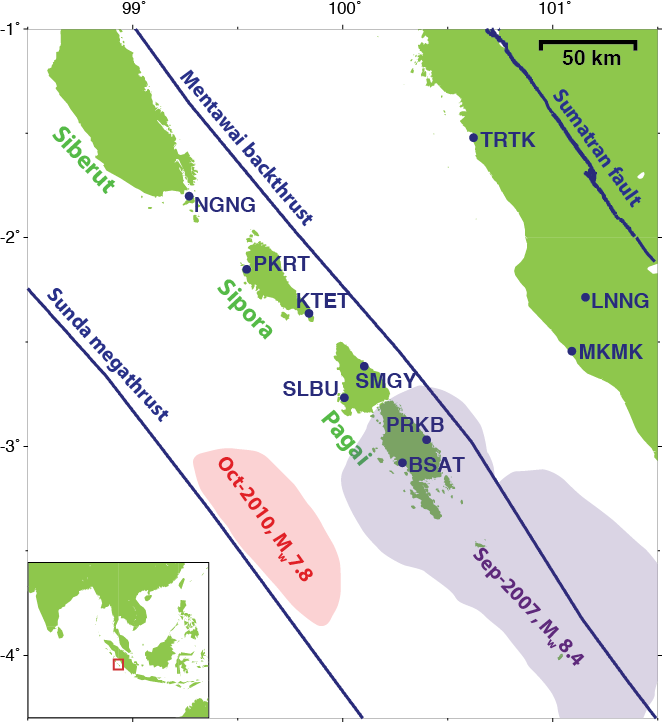 99˚
100˚
101˚
-1˚
-2˚
-3˚
-4˚
50 km
Mentawai backthrust
Sumatran fault
Siberut
TRTK
NGNG
PKRT
Sipora
KTET
LNNG
Sunda megathrust
MKMK
SMGY
SLBU
Pagai
PRKB
BSAT
Oct-2010, Mw7.8
Sep-2007, Mw8.4